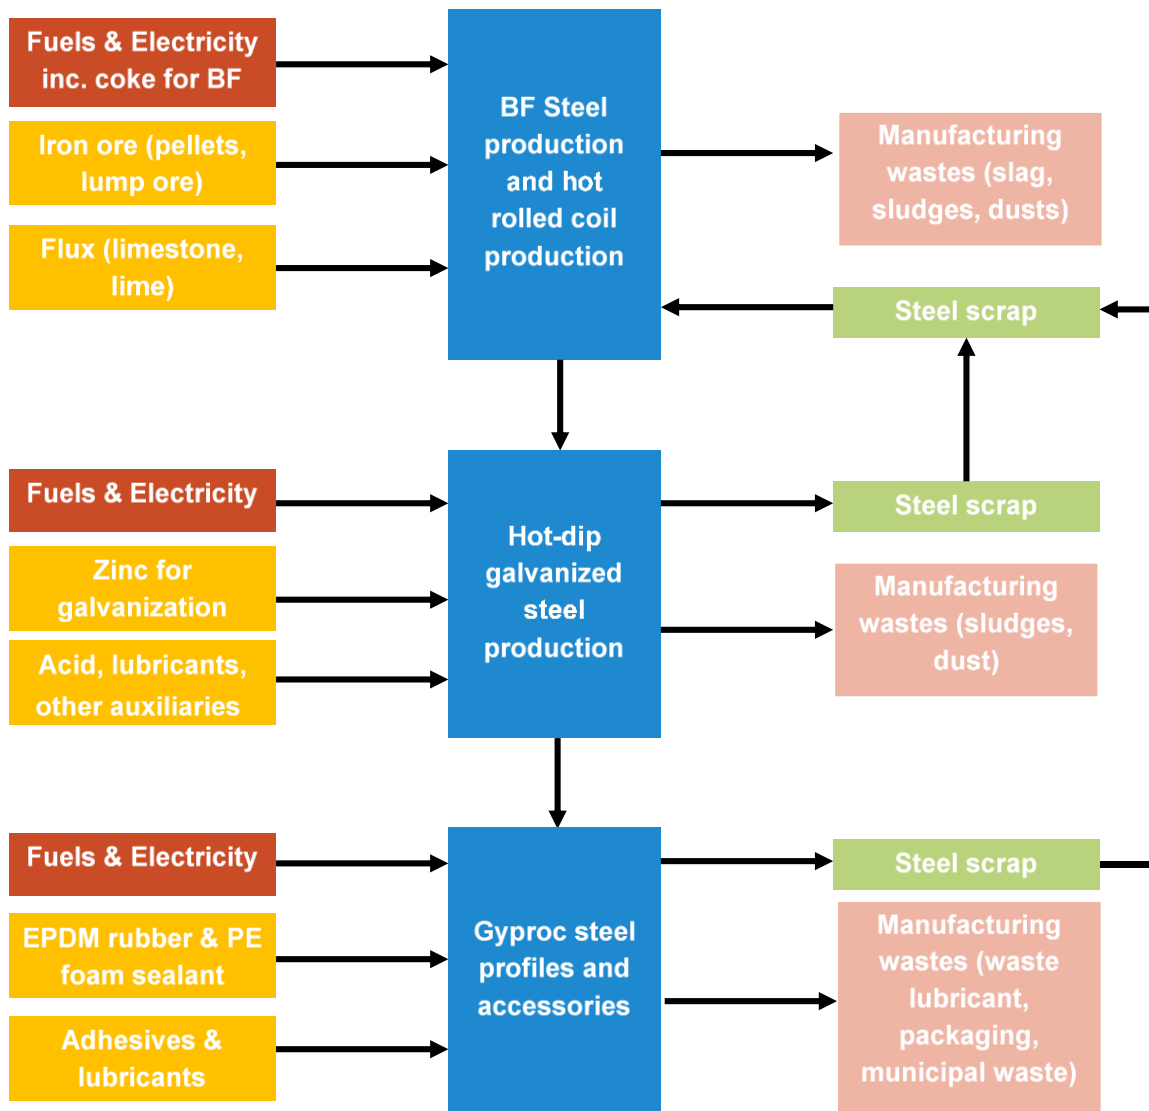 Fuels & Electricity
inc. coke for BF
Iron ore (pellets,
lump ore)
Flux (limestone,
lime)
BF Steel
production
and hot
rolled coil
production
Manufacturing
wastes (slag,
sludges, dusts)
Steel scrap
Fuels & Electricity
Zinc for
galvanization
Acid, lubricants,
other auxiliaries
Hot-dip
galvanized
steel
production
Steel scrap
Manufacturing
wastes (sludges,
dust)
Fuels & Electricity
EPDM rubber & PE
foam sealant
Adhesives &
lubricants
Gyproc steel
profiles and
accessories
Steel scrap
Manufacturing
wastes (waste
lubricant,
packaging,
municipal waste)